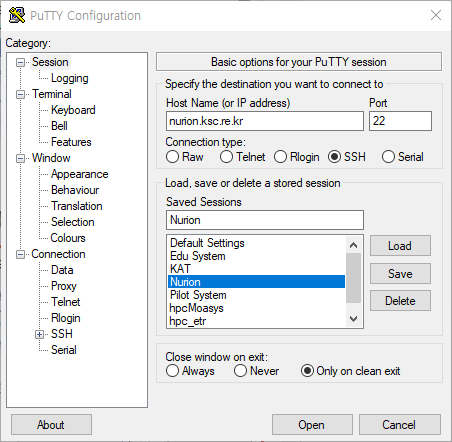 PuTTY Configuration
Category:
Session
Logging
Terminal
Keyboard
Bell
Features
Window
Appearance
Behaviour
Translation
Selection
Colours
Connection
Data
Proxy
Telnet
Rlogin
SSH
Serial
Basic options for your PuTTY session
Specify the destination you want to connect to
Host Name (or IP address) Port
nurion.ksc.re.kr 22
Connection type:
Raw Telnet Rlogin SSH Serial
Load, save or delete a stored session
Saved Sessions
Nurion
Default Settings
Edu System
KAT
Nurion
Pilot System
hpcMoasys
hpc_etr
Load
Save
Delete
Close window on exit:
Always Never Only on clean exit
About Open Cancel